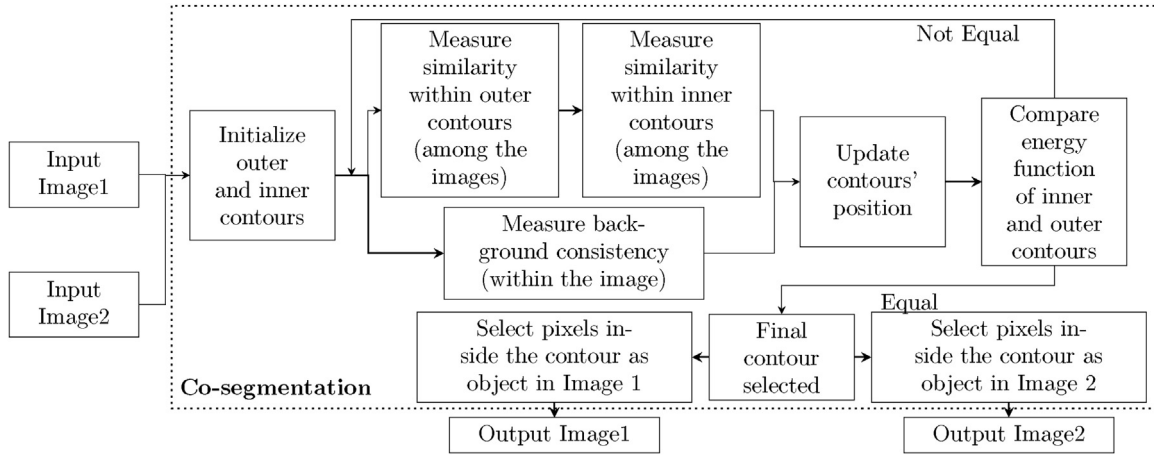 Input
Image1
Input
Image2
Initialize
outer
and inner
contours
Measure
similarity
within outer
contours
(among the
images)
Measure
similarity
within inner
contours
(among the
images)
Measure back-
ground consistency
(within the image)
Update
contours'
position
Not Equal
Compare
energy
function
of inner
and outer
contours
Equal
Final
contour
selected
Select pixels in-
side the contour as
object in Image 1
Select pixels in-
side the contour as
object in Image 2
Co-segmentation
Output Image1
Output Image2